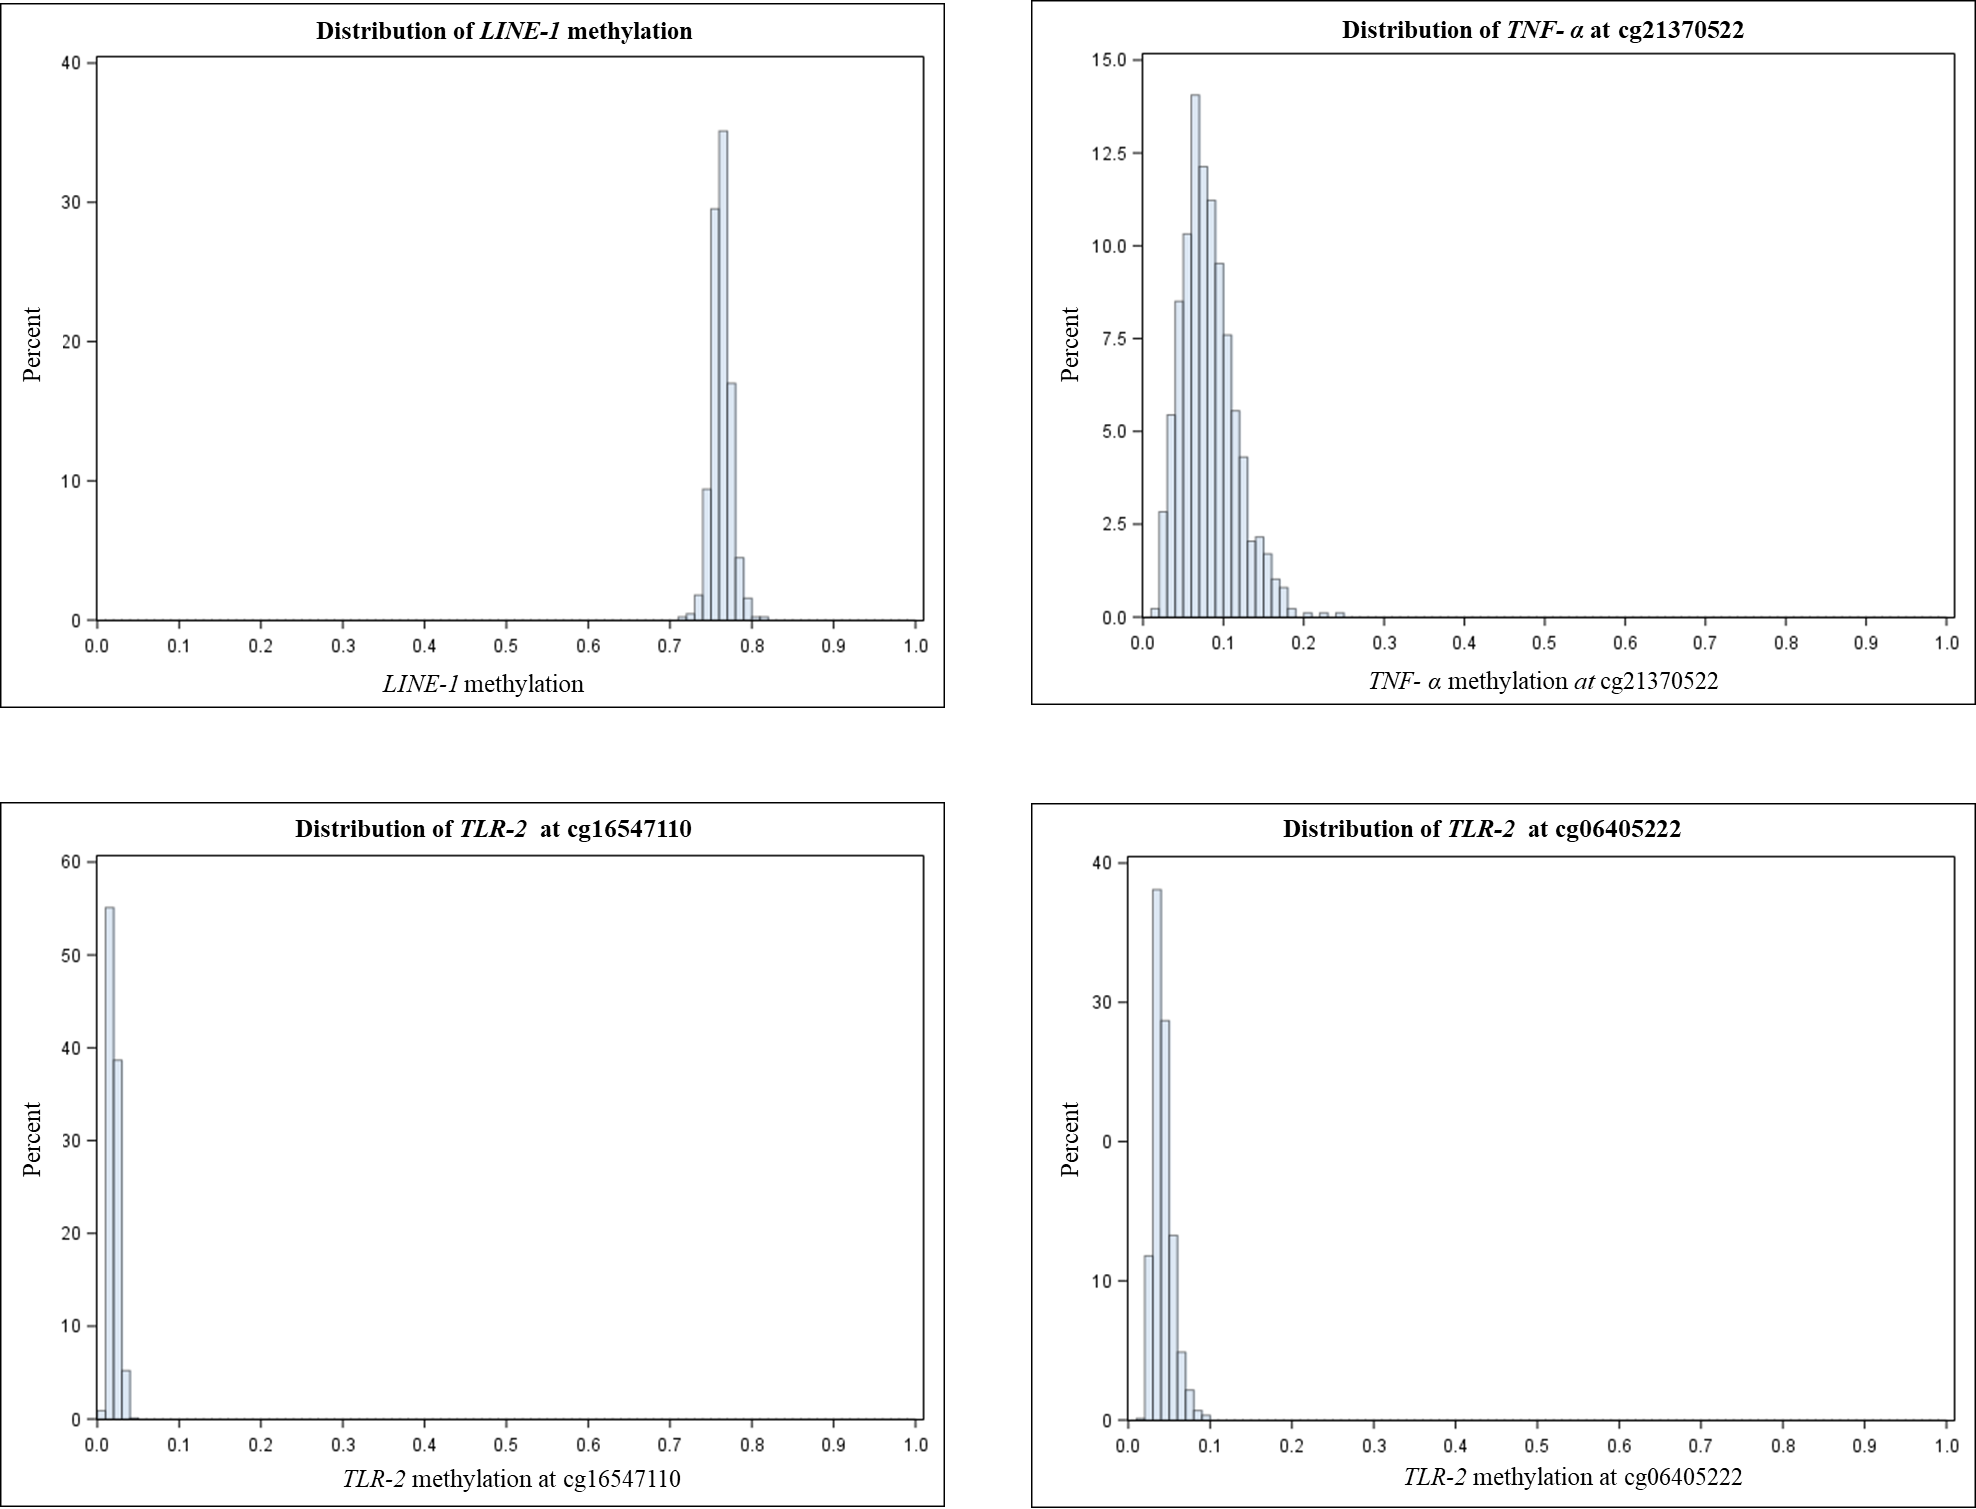 Distribution of LINE-1 methylation
40
30
20
10
0
Percent
0.0 0.1 0.2 0.3 0.4 0.5 0.6 0.7 0.8 0.9 1.0
LINE-1 methylation
Distribution of TNF- α at cg21370522
15.0
12.5
10.0
7.5
5.0
2.5
0.0
Percent
0.0 0.1 0.2 0.3 0.4 0.5 0.6 0.7 0.8 0.9 1.0
TNF- α methylation at cg21370522
Distribution of TLR-2 at cg16547110
60
50
40
30
20
10
0
Percent
0.0 0.1 0.2 0.3 0.4 0.5 0.6 0.7 0.8 0.9 1.0
TLR-2 methylation at cg16547110
Distribution of TLR-2 at cg06405222
40
30
0
10
0
Percent
0.0 0.1 0.2 0.3 0.4 0.5 0.6 0.7 0.8 0.9 1.0
TLR-2 methylation at cg06405222